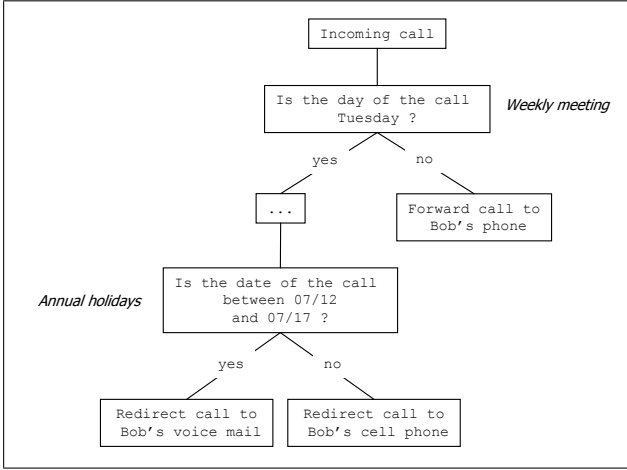 Incoming call
Is the day of the call
Tuesday ?
Weekly meeting
yes
no
...
Forward call to
Bob's phone
Annual holidays
Is the date of the call
between 07/12
and 07/17 ?
yes
no
Redirect call to
Bob's voice mail
Redirect call to
Bob's cell phone